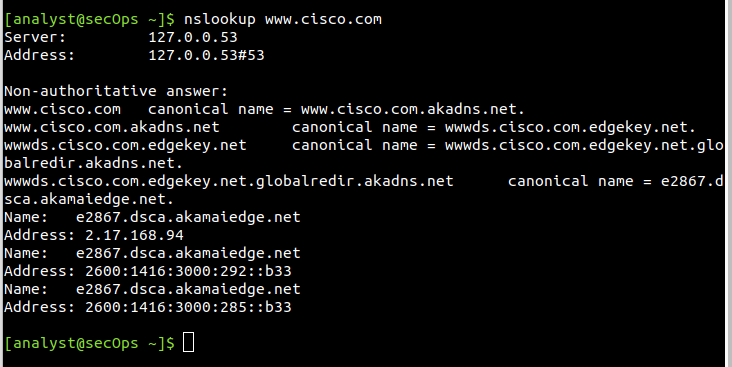 [analyst@secOps ~]$ nslookup www.cisco.com
Server:         127.0.0.53
Address:        127.0.0.53#53

Non-authoritative answer:
www.cisco.com   canonical name = www.cisco.com.akadns.net.
www.cisco.com.akadns.net        canonical name = wwwds.cisco.com.edgekey.net.
wwwds.cisco.com.edgekey.net     canonical name = wwwds.cisco.com.edgekey.net.glo
balredir.akadns.net.
wwwds.cisco.com.edgekey.net.globalredir.akadns.net      canonical name = e2867.d
sca.akamaiedge.net.
Name:   e2867.dsca.akamaiedge.net
Address: 2.17.168.94
Name:   e2867.dsca.akamaiedge.net
Address: 2600:1416:3000:292::b33
Name:   e2867.dsca.akamaiedge.net
Address: 2600:1416:3000:285::b33

[analyst@secOps ~]$